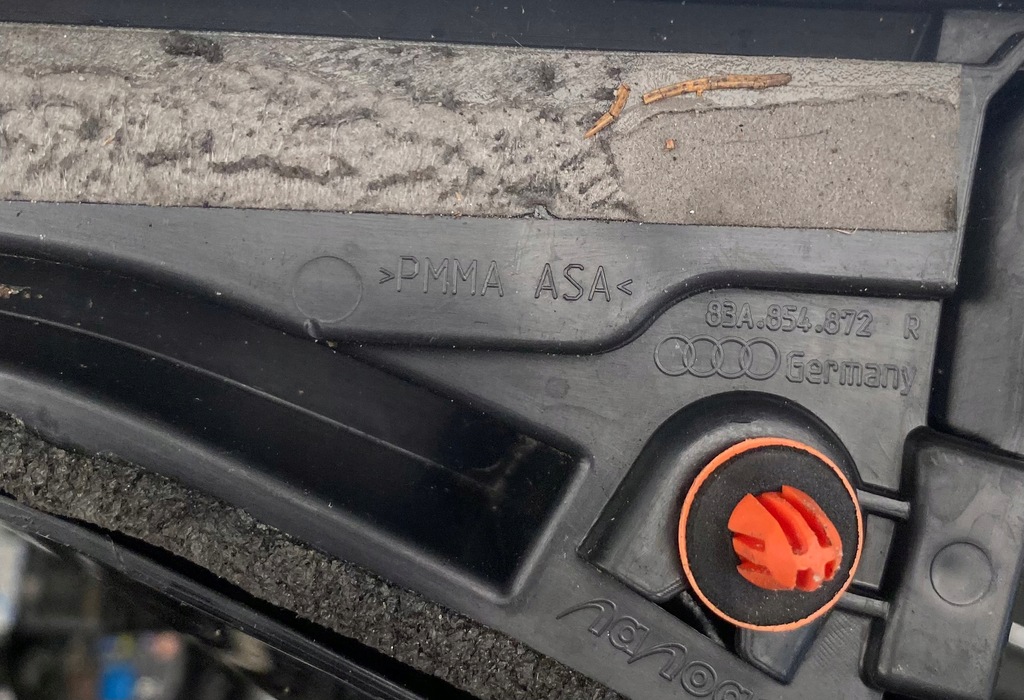 >PMMA ASA<
83A.854.872 R
Germany